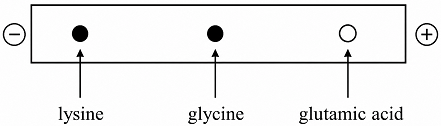 − +
lysine glycine glutamic acid